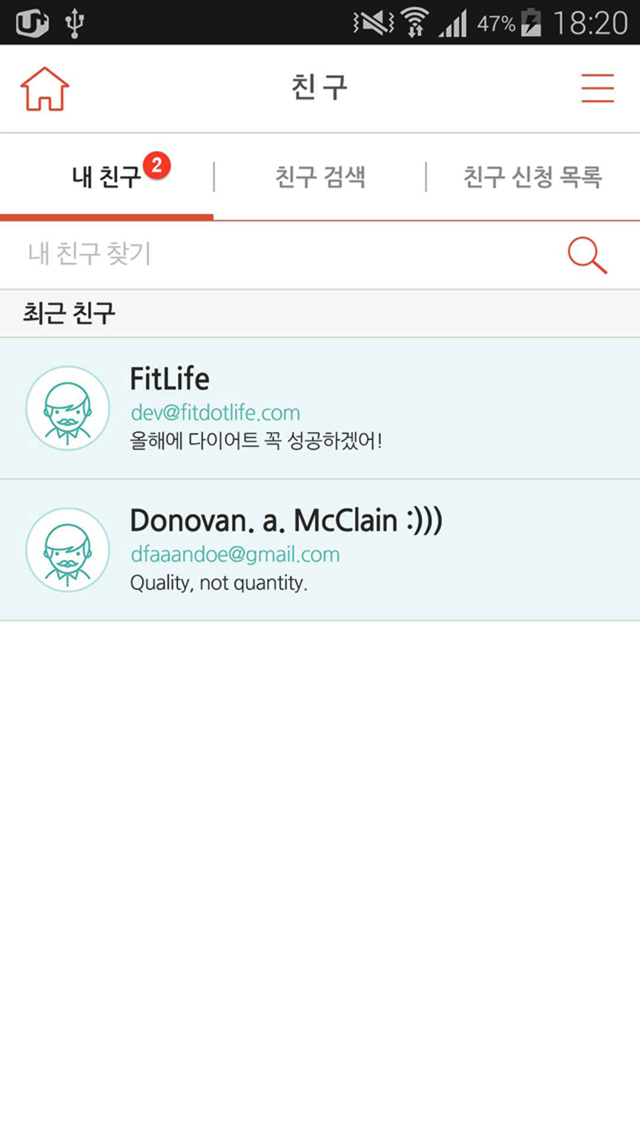 47% 18:20
친 구
내 친구 2
친구 검색
친구 신청 목록
내 친구 찾기
최근 친구
FitLife
dev@fitdotlife.com
올해에 다이어트 꼭 성공하겠어!
Donovan. a. McClain :)))
dfaaandoe@gmail.com
Quality, not quantity.